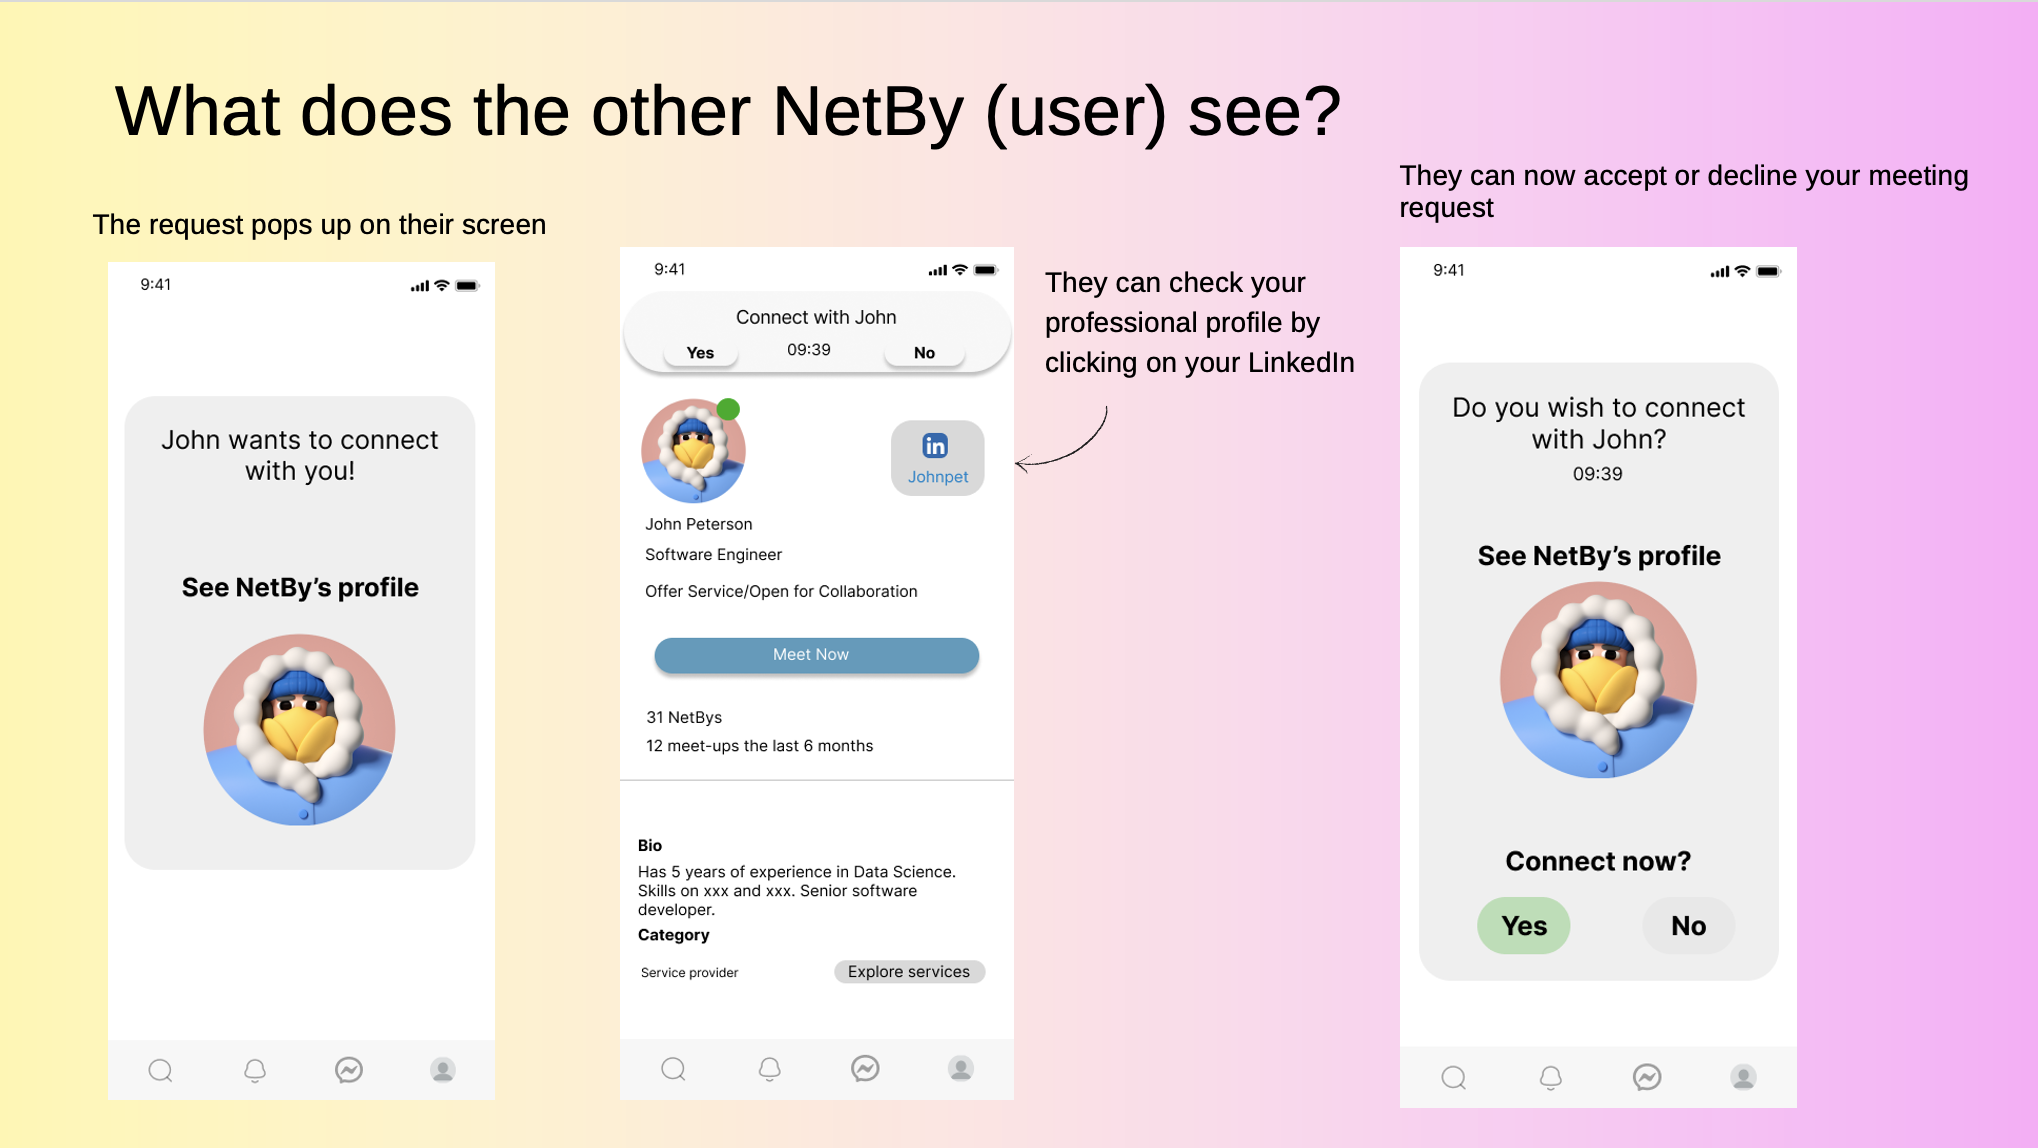 What does the other NetBy (user) see?
The request pops up on their screen
9:41
John wants to connect
with you!
See NetBy’s profile
9:41
Connect with John
Yes
09:39
No
in
Johnpet
John Peterson
Software Engineer
Offer Service/Open for Collaboration
Meet Now
31 NetBys
12 meet-ups the last 6 months
Bio
Has 5 years of experience in Data Science.
Skills on xxx and xxx. Senior software
developer.
Category
Service provider
Explore services
They can check your
professional profile by
clicking on your LinkedIn
They can now accept or decline your meeting
request
9:41
Do you wish to connect
with John?
09:39
See NetBy’s profile
Connect now?
Yes
No